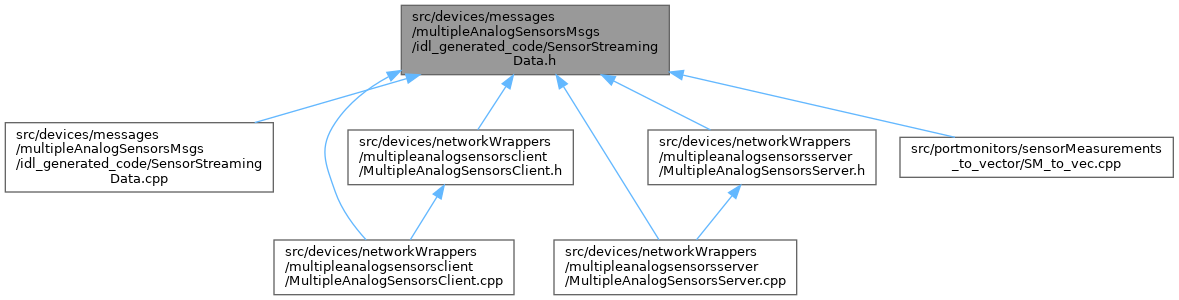 src/devices/messages
/multipleAnalogSensorsMsgs
/idl_generated_code/SensorStreaming
Data.h
src/devices/messages
/multipleAnalogSensorsMsgs
/idl_generated_code/SensorStreaming
Data.cpp
src/devices/networkWrappers
/multipleanalogsensorsclient
/MultipleAnalogSensorsClient.h
src/devices/networkWrappers
/multipleanalogsensorsserver
/MultipleAnalogSensorsServer.h
src/portmonitors/sensorMeasurements
_to_vector/SM_to_vec.cpp
src/devices/networkWrappers
/multipleanalogsensorsclient
/MultipleAnalogSensorsClient.cpp
src/devices/networkWrappers
/multipleanalogsensorsserver
/MultipleAnalogSensorsServer.cpp